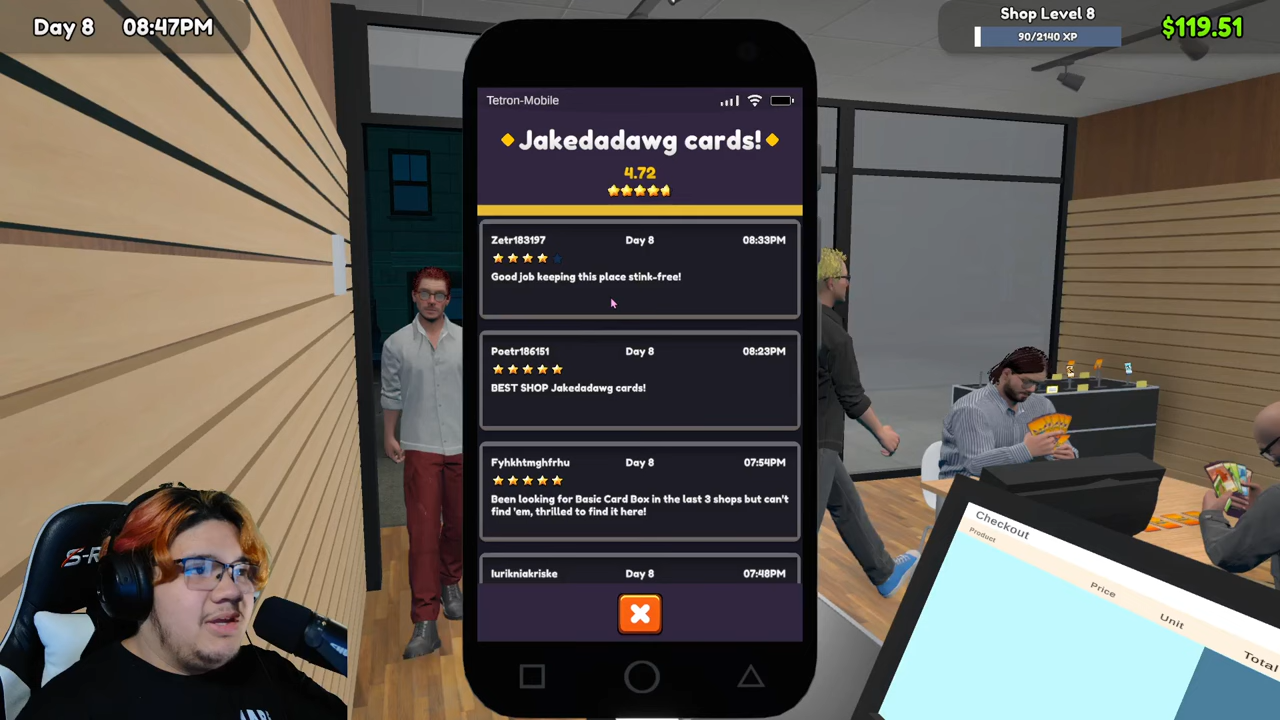 Day 8 08:47PM
Shop Level 8
90/2140 XP
$119.51
Tetron-Mobile
Jakedadawg cards!
4.72
Zetr183197 Day 8 08:33PM
Good job keeping this place stink-free!
Poetr186151 Day 8 08:23PM
BEST SHOP Jakedadawg cards!
Fyhkhtmghfrhu Day 8 07:54PM
Been looking for Basic Card Box in the last 3 shops but can't
find 'em, thrilled to find it here!
Iurikniakriske Day 8 07:48PM
Checkout
Product Price Unit Total
S-R